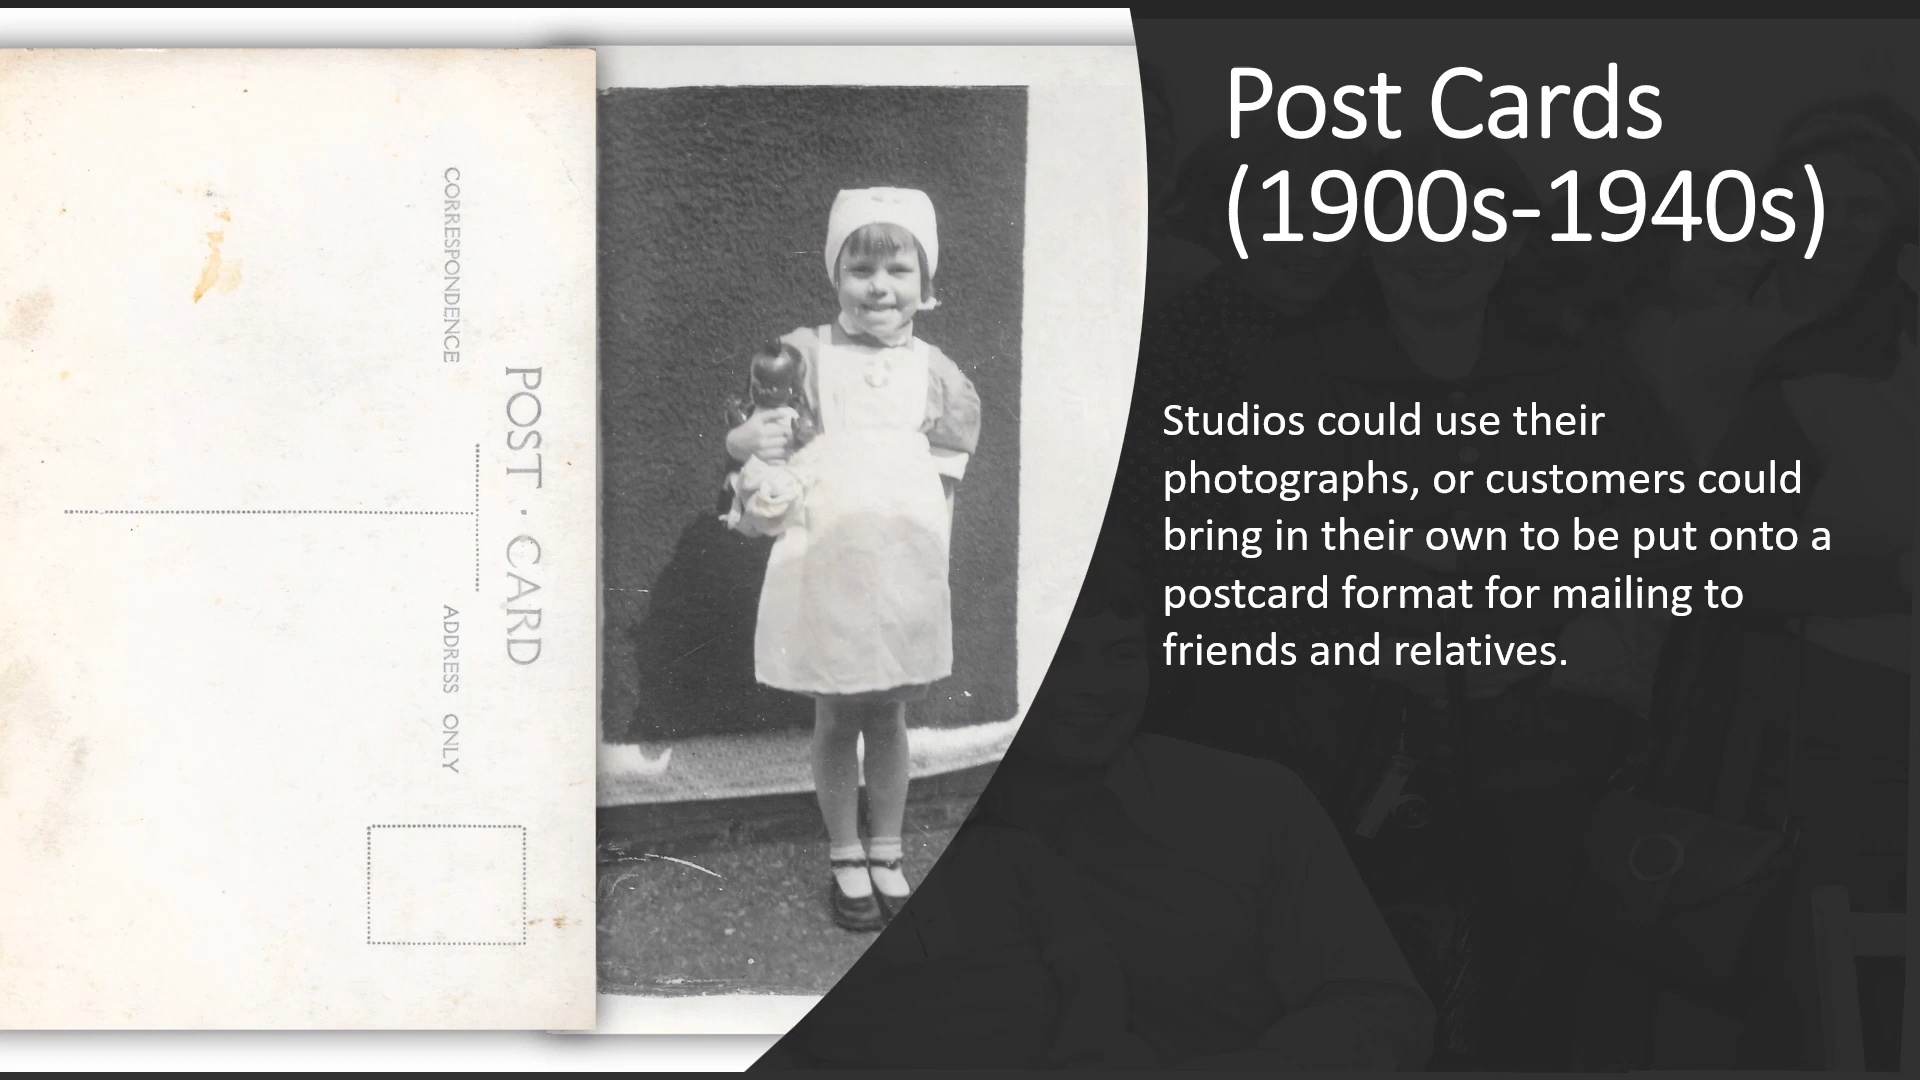 CORRESPONDENCE
POST · CARD
ADDRESS ONLY
Post Cards
(1900s-1940s)
Studios could use their
photographs, or customers could
bring in their own to be put onto a
postcard format for mailing to
friends and relatives.